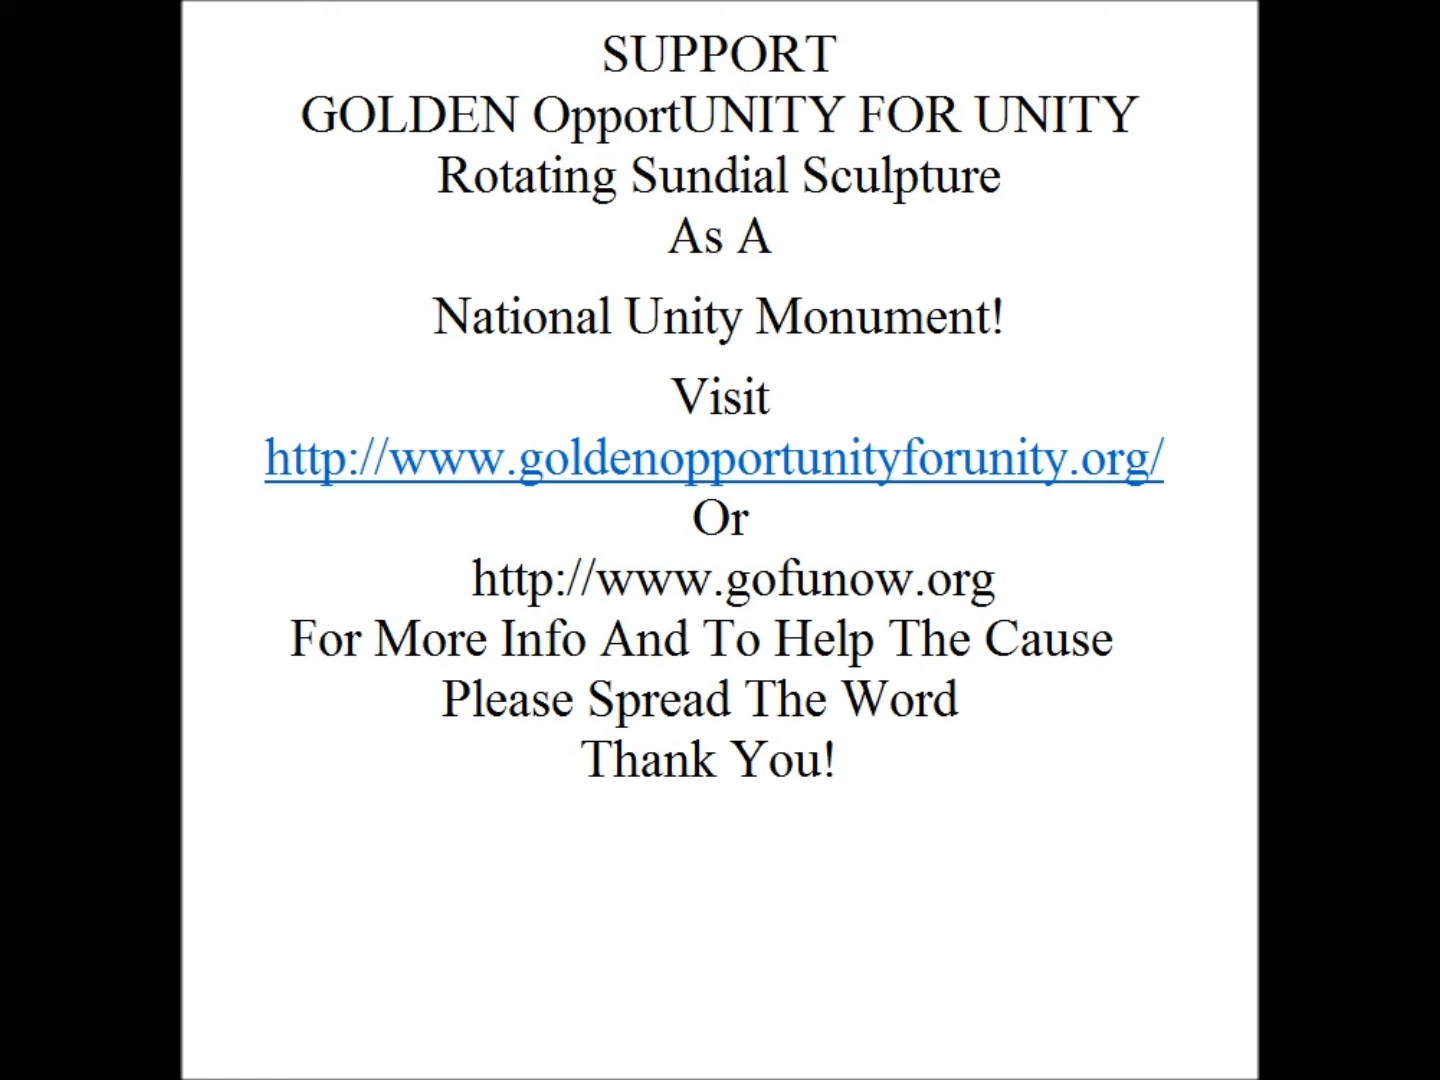 SUPPORT
GOLDEN OpportUNITY FOR UNITY
Rotating Sundial Sculpture
As A
National Unity Monument!
Visit
http://www.goldenopportunityforunity.org/
Or
http://www.gofunow.org
For More Info And To Help The Cause
Please Spread The Word
Thank You!